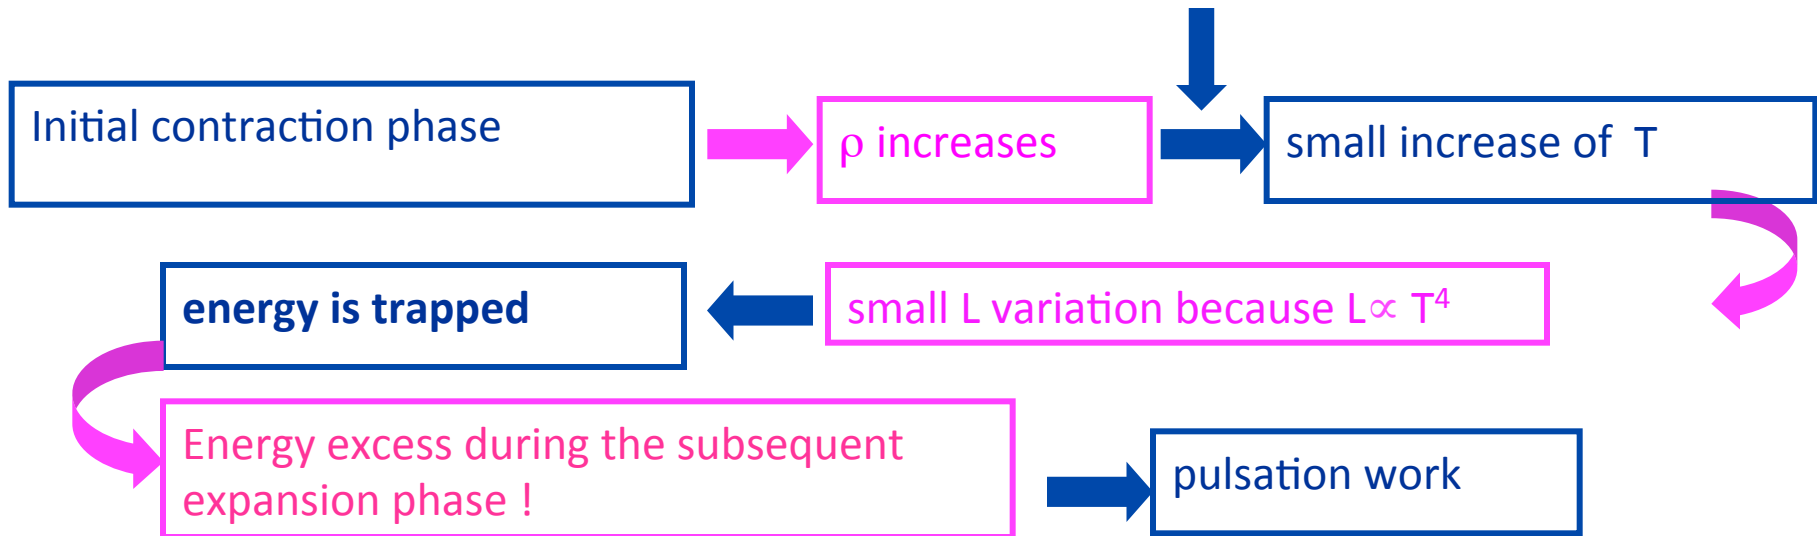 Initial contraction phase
ρ increases
small increase of T
energy is trapped
small L variation because L∝ T⁴
Energy excess during the subsequent
expansion phase !
pulsation work